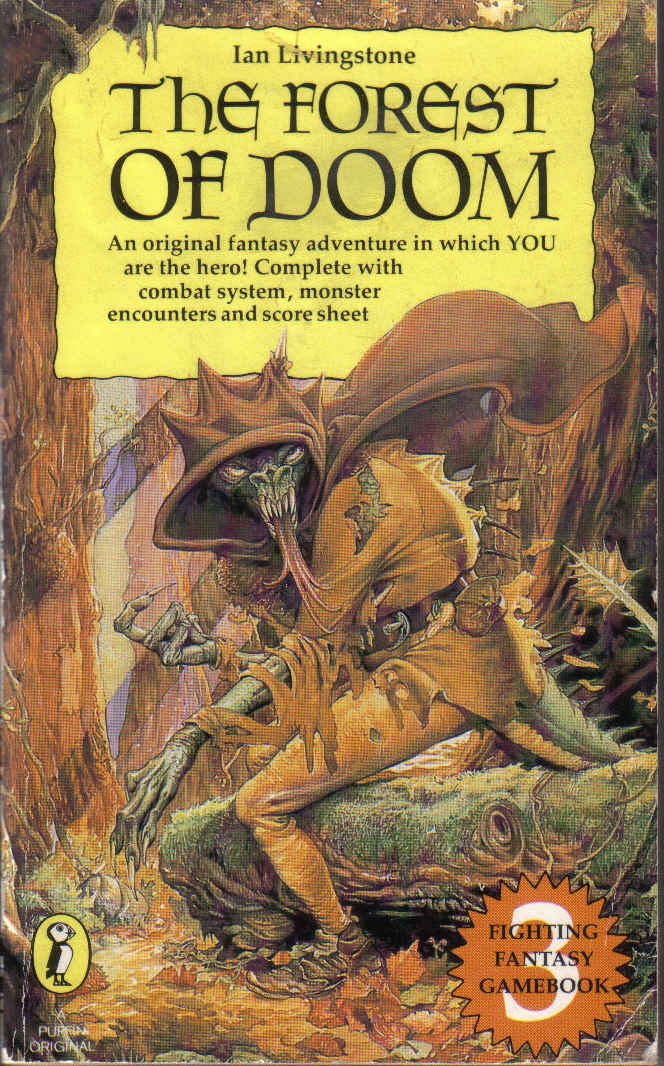 Ian Livingstone
THE FOREST
OF DOOM
An original fantasy adventure in which YOU
are the hero! Complete with
combat system, monster
encounters and score sheet
3
FIGHTING
FANTASY
GAMEBOOK
A
PUFFIN
ORIGINAL